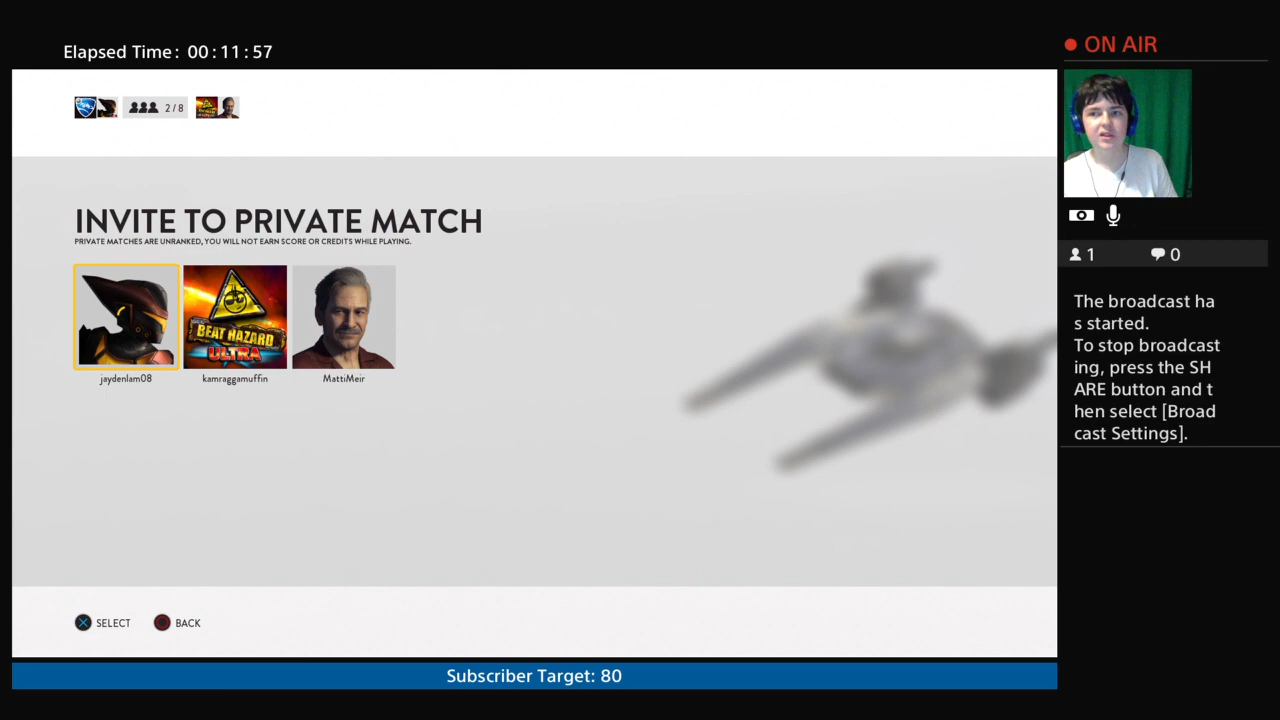 Elapsed Time: 00:11:57
ON AIR
2/8
INVITE TO PRIVATE MATCH
PRIVATE MATCHES ARE UNRANKED, YOU WILL NOT EARN SCORE OR CREDITS WHILE PLAYING.
BEAT HAZARD
ULTRA
jaydenlam08
kamraggamuffin
MattiMeir
1
0
The broadcast ha
s started.
To stop broadcast
ing, press the SH
ARE button and t
hen select [Broad
cast Settings].
SELECT
BACK
Subscriber Target: 80